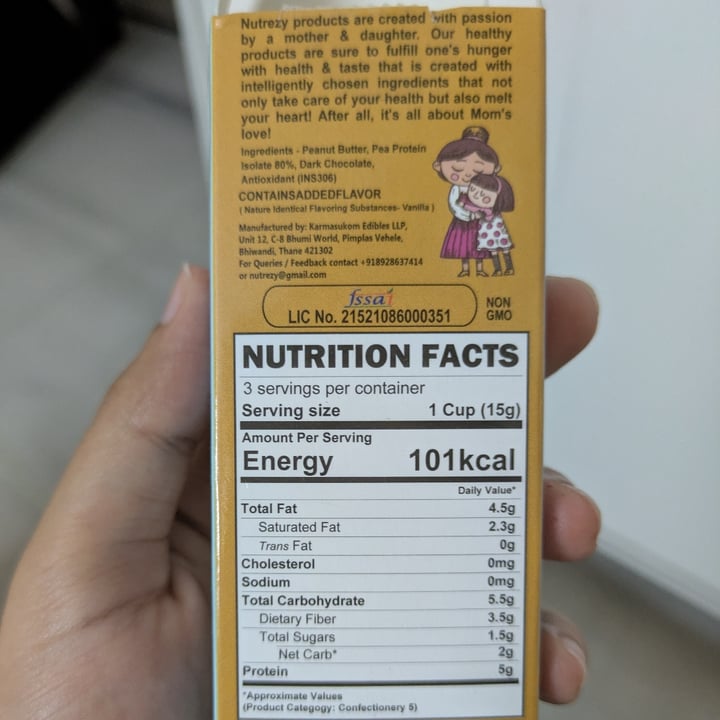 Nutrezy products are created with passion
by a mother & daughter. Our healthy
products are sure to fulfill one's hunger
with health & taste that is created with
intelligently chosen ingredients that not
only take care of your health but also melt
your heart! After all, it's all about Mom's
love!
Ingredients - Peanut Butter, Pea Protein
Isolate 80%, Dark Chocolate,
Antioxidant (INS306)
CONTAINSADDEDFLAVOR
( Nature Identical Flavoring Substances- Vanilla )
Manufactured by: Karmasukom Edibles LLP,
Unit 12, C-8 Bhumi World, Pimplas Vehele,
Bhiwandi, Thane 421302
For Queries / Feedback contact +918928637414
or nutrezy@gmail.com
fssai
LIC No. 21521086000351
NON
GMO
NUTRITION FACTS
3 servings per container
Serving size 1 Cup (15g)
Amount Per Serving
Energy 101kcal
Daily Value*
Total Fat 4.5g
Saturated Fat 2.3g
Trans Fat 0g
Cholesterol 0mg
Sodium 0mg
Total Carbohydrate 5.5g
Dietary Fiber 3.5g
Total Sugars 1.5g
Net Carb* 2g
Protein 5g
*Approximate Values
(Product Categogy: Confectionery 5)